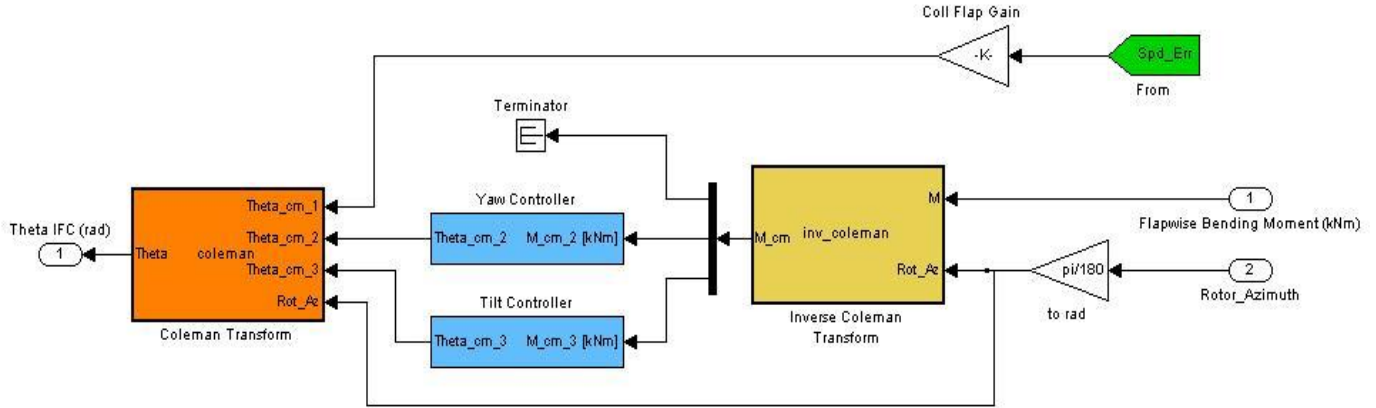 Coll Flap Gain
-K-
Spd_Err
From
Terminator
Theta IFC (rad)
1
Theta
coleman
Theta_cm_1
Theta_cm_2
Theta_cm_3
Rot_Az
Coleman Transform
Yaw Controller
Theta_cm_2 M_cm_2 [kNm]
Tilt Controller
Theta_cm_3 M_cm_3 [kNm]
M_cm
inv_coleman
M
Rot_Az
Inverse Coleman
Transform
1
Flapwise Bending Moment (kNm)
pi/180
to rad
2
Rotor_Azimuth